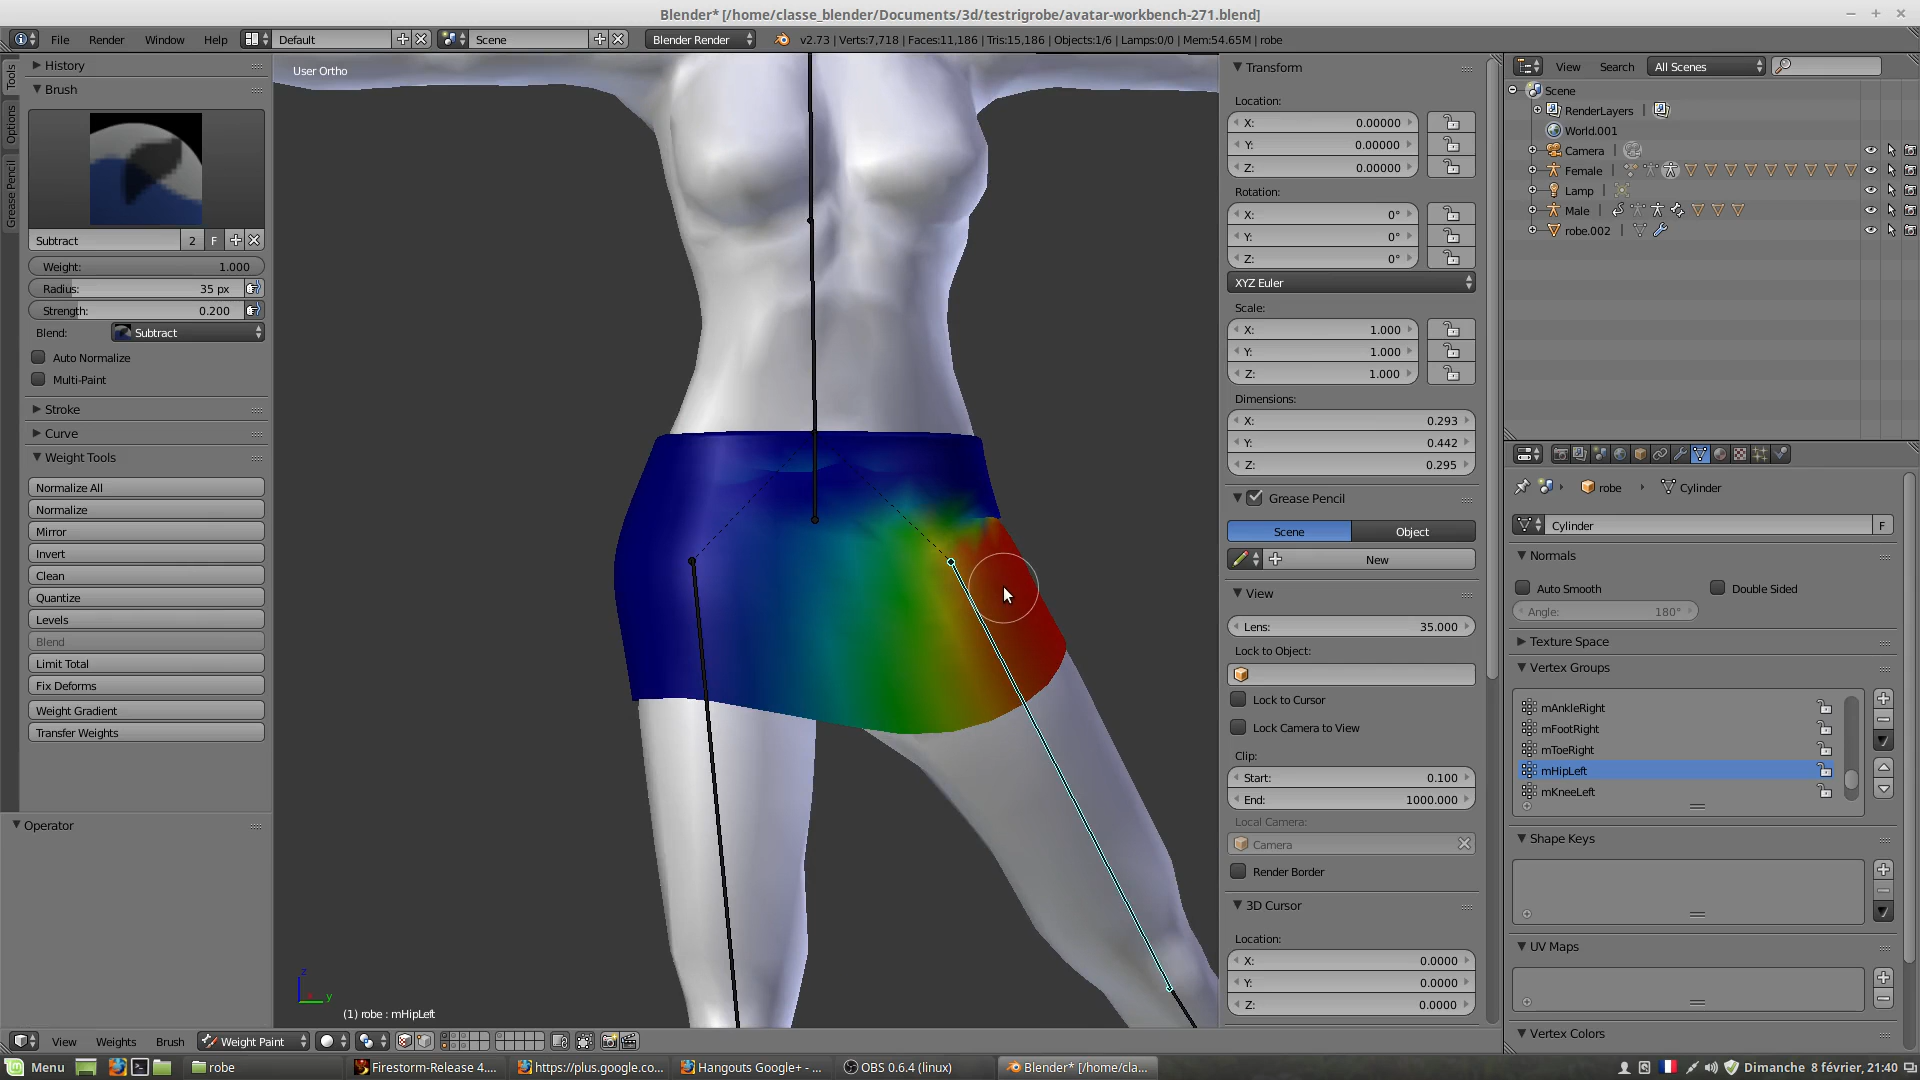 Blender* [/home/classe_blender/Documents/3d/testrigrobe/avatar-workbench-271.blend]
File Render Window Help Default Scene Blender Render v2.73 | Verts:7,718 | Faces:11,186 | Tris:15,186 | Objects:1/6 | Lamps:0/0 | Mem:54.65M | robe
Tools
Options
Grease Pencil
History
Brush
Subtract 2 F
Weight: 1.000
Radius: 35 px
Strength: 0.200
Blend: Subtract
Auto Normalize
Multi-Paint
Stroke
Curve
Weight Tools
Normalize All
Normalize
Mirror
Invert
Clean
Quantize
Levels
Blend
Limit Total
Fix Deforms
Weight Gradient
Transfer Weights
Operator
User Ortho
z
y
(1) robe : mHipLeft
View Weights Brush Weight Paint
Transform
Location:
X: 0.00000
Y: 0.00000
Z: 0.00000
Rotation:
X: 0°
Y: 0°
Z: 0°
XYZ Euler
Scale:
X: 1.000
Y: 1.000
Z: 1.000
Dimensions:
X: 0.293
Y: 0.442
Z: 0.295
Grease Pencil
Scene Object
New
View
Lens: 35.000
Lock to Object:
Lock to Cursor
Lock Camera to View
Clip:
Start: 0.100
End: 1000.000
Local Camera:
Camera
Render Border
3D Cursor
Location:
X: 0.0000
Y: 0.0000
Z: 0.0000
View Search All Scenes
Scene
RenderLayers
World.001
Camera
Female
Lamp
Male
robe.002
robe Cylinder
Cylinder F
Normals
Auto Smooth Double Sided
Angle: 180°
Texture Space
Vertex Groups
mAnkleRight
mFootRight
mToeRight
mHipLeft
mKneeLeft
Shape Keys
UV Maps
Vertex Colors
Menu robe Firestorm-Release 4.... https://plus.google.co... Hangouts Google+ - ... OBS 0.6.4 (linux) Blender* [/home/cla... Dimanche 8 février, 21:40